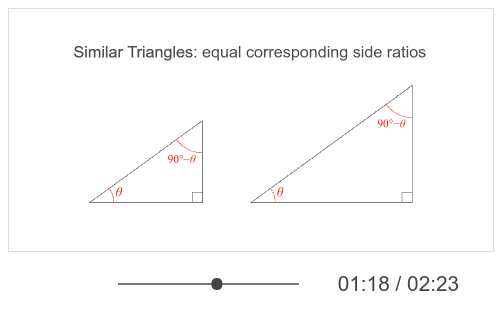 Similar Triangles: equal corresponding side ratios
90°−θ
90°−θ
θ
θ
01:18 / 02:23